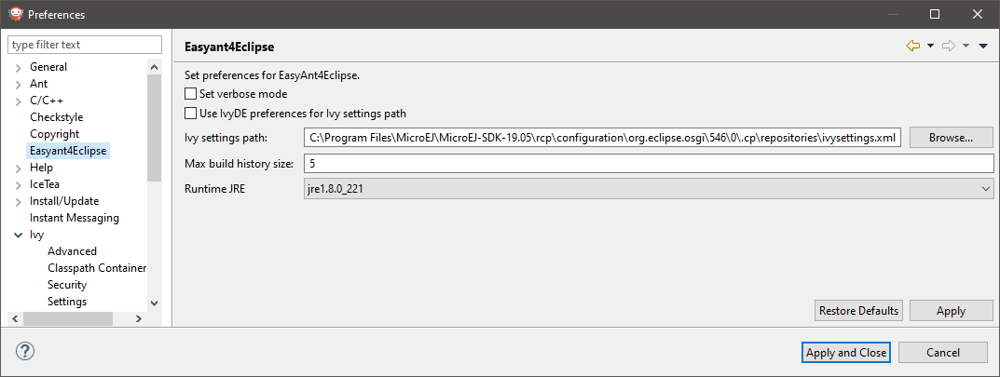 Preferences
type filter text
General
Ant
C/C++
Checkstyle
Copyright
Easyant4Eclipse
Help
IceTea
Install/Update
Instant Messaging
Ivy
Advanced
Classpath Container
Security
Settings
Easyant4Eclipse
Set preferences for EasyAnt4Eclipse.
Set verbose mode
Use IvyDE preferences for Ivy settings path
Ivy settings path: C:\Program Files\MicroEJ\MicroEJ-SDK-19.05\rcp\configuration\org.eclipse.osgi\546\0\.cp\repositories\ivysettings.xml Browse...
Max build history size: 5
Runtime JRE jre1.8.0_221
Restore Defaults Apply
? Apply and Close Cancel